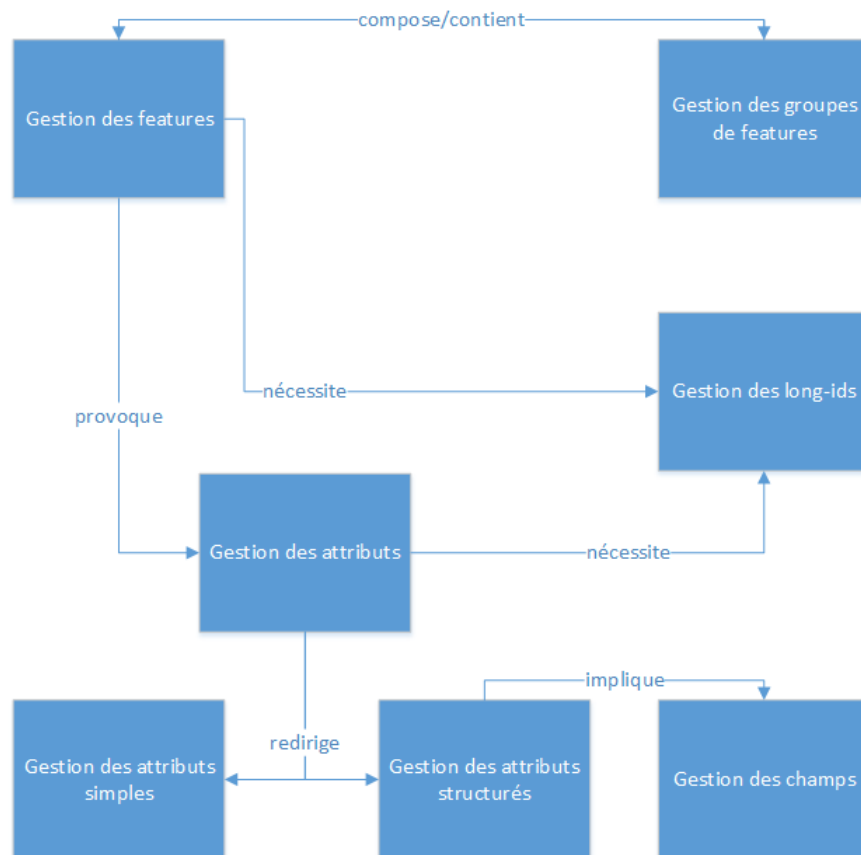 compose/contient
Gestion des features
Gestion des groupes
de features
nécessite
Gestion des long-ids
provoque
Gestion des attributs
nécessite
implique
redirige
Gestion des attributs
simples
Gestion des attributs
structurés
Gestion des champs